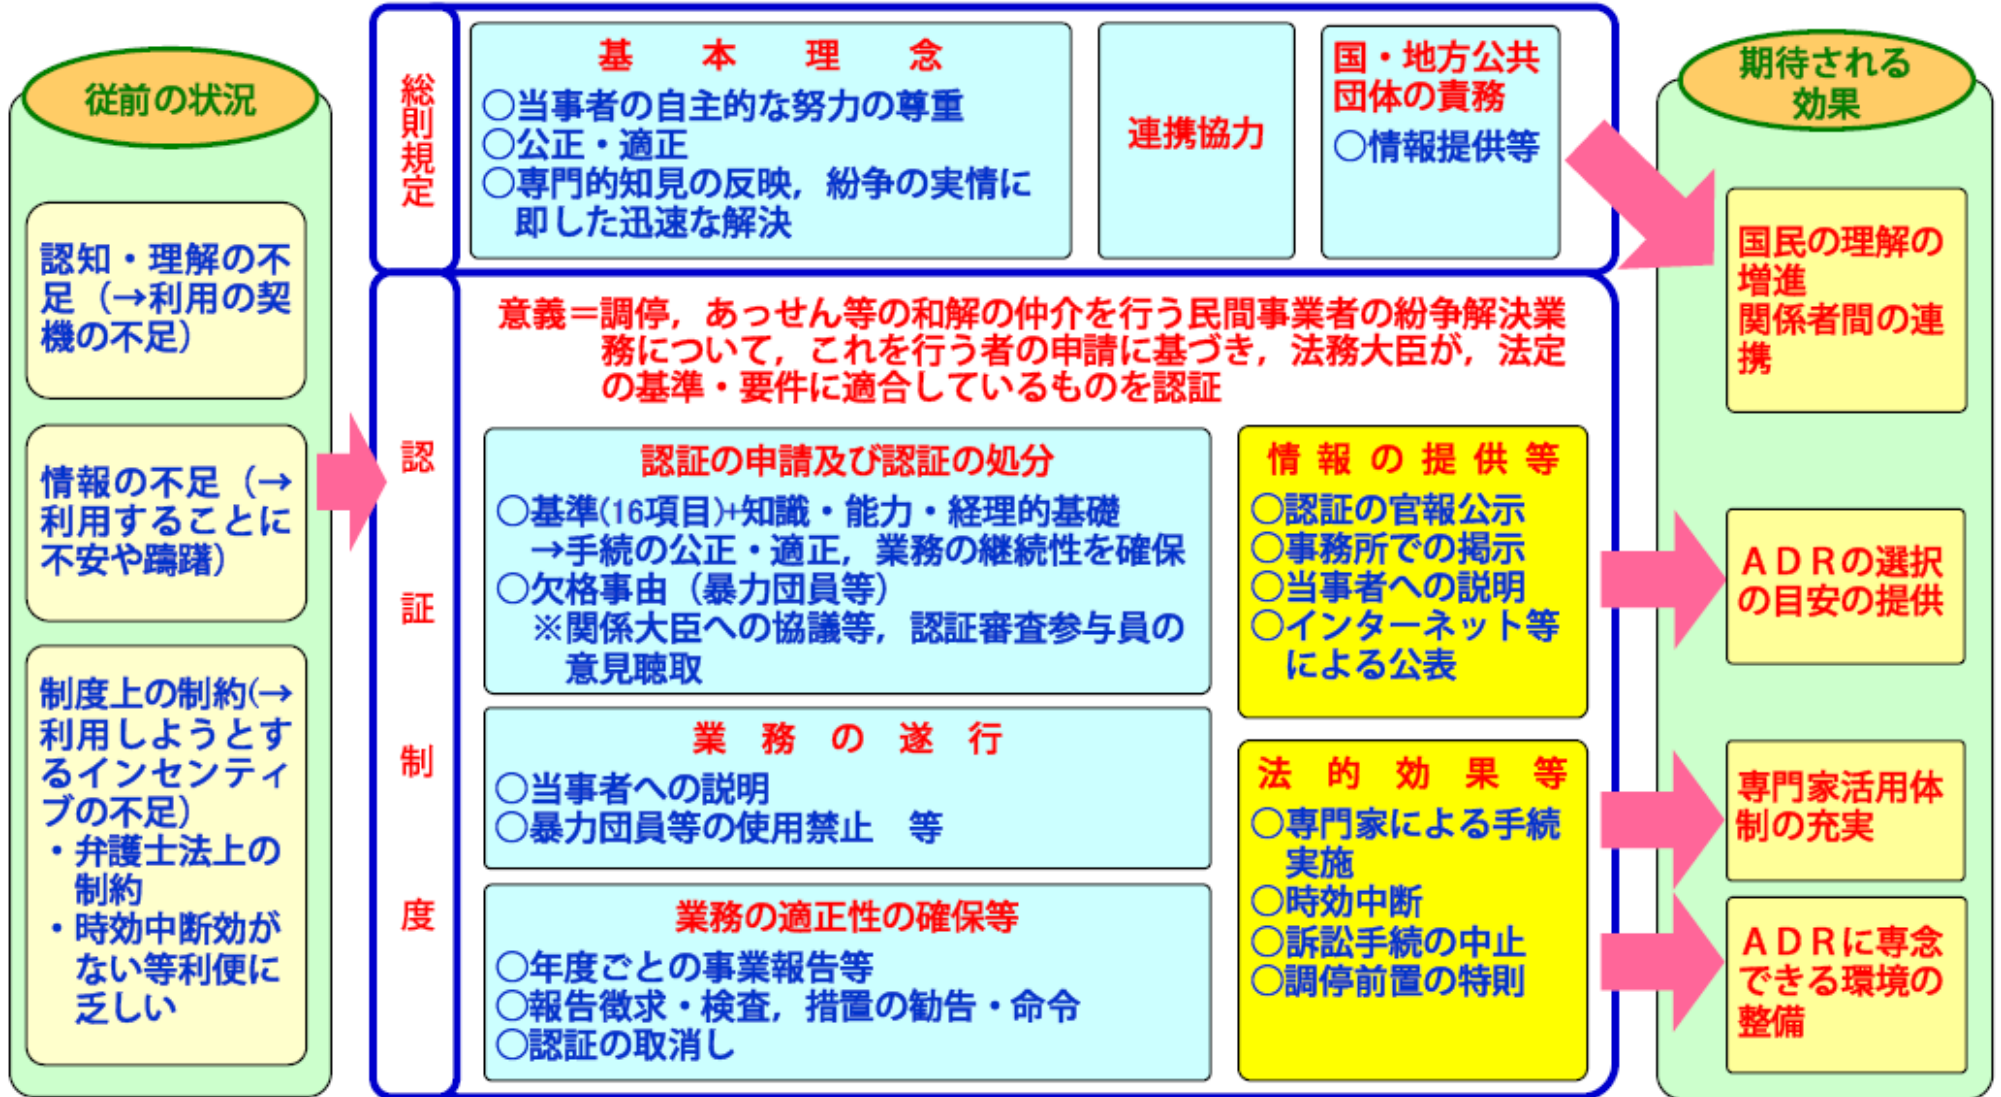 従前の状況
認知・理解の不
足（→利用の契
機の不足）
情報の不足（→
利用することに
不安や躊躇）
制度上の制約(→
利用しようとす
るインセンティ
ブの不足）
・弁護士法上の
制約
・時効中断効が
ない等利便に
乏しい
総則規定
基本理念
○当事者の自主的な努力の尊重
○公正・適正
○専門的知見の反映，紛争の実情に
即した迅速な解決
連携協力
国・地方公共
団体の責務
○情報提供等
認証制度
意義＝調停，あっせん等の和解の仲介を行う民間事業者の紛争解決業
務について，これを行う者の申請に基づき，法務大臣が，法定
の基準・要件に適合しているものを認証
認証の申請及び認証の処分
○基準(16項目)+知識・能力・経理的基礎
→手続の公正・適正，業務の継続性を確保
○欠格事由（暴力団員等）
※関係大臣への協議等，認証審査参与員の
意見聴取
業務の遂行
○当事者への説明
○暴力団員等の使用禁止　等
業務の適正性の確保等
○年度ごとの事業報告等
○報告徴求・検査，措置の勧告・命令
○認証の取消し
情報の提供等
○認証の官報公示
○事務所での掲示
○当事者への説明
○インターネット等
による公表
法的効果等
○専門家による手続
実施
○時効中断
○訴訟手続の中止
○調停前置の特則
期待される
効果
国民の理解の
増進
関係者間の連
携
ＡＤＲの選択
の目安の提供
専門家活用体
制の充実
ＡＤＲに専念
できる環境の
整備